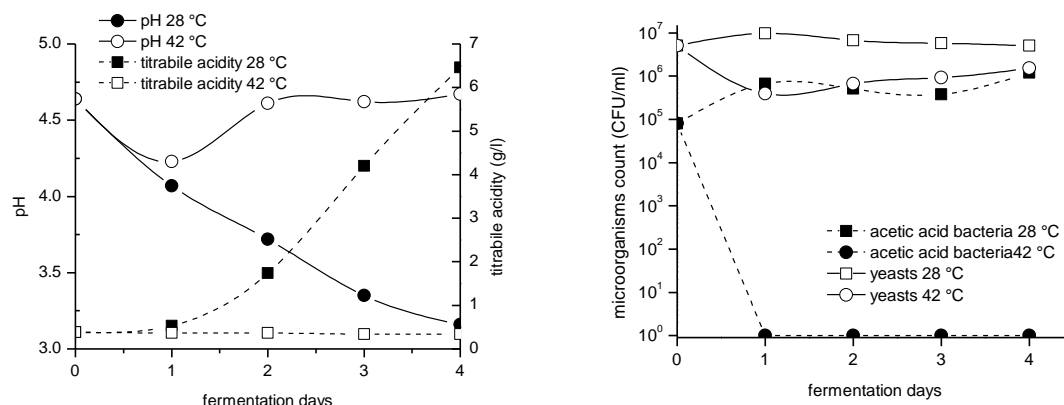 pH 28 °C
pH 42 °C
titrabile acidity 28 °C
titrabile acidity 42 °C
5.0
4.5
4.0
3.5
3.0
pH
7
6
5
4
3
2
1
0
titrabile acidity (g/l)
0 1 2 3 4
fermentation days
10^7
10^6
10^5
10^4
10^3
10^2
10^1
10^0
microorganisms count (CFU/ml)
acetic acid bacteria 28 °C
acetic acid bacteria42 °C
yeasts 28 °C
yeasts 42 °C
0 1 2 3 4
fermentation days